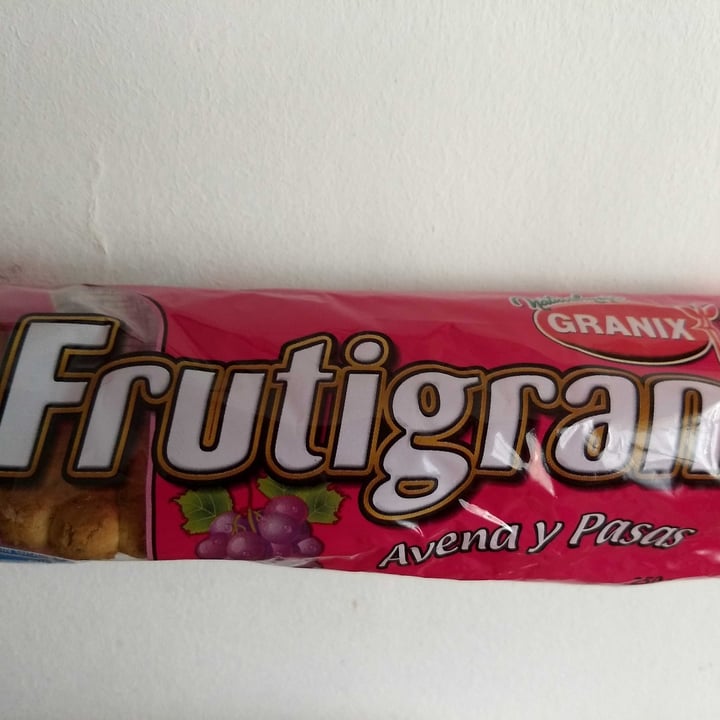 GRANIX
Frutigran
Avena y Pasas